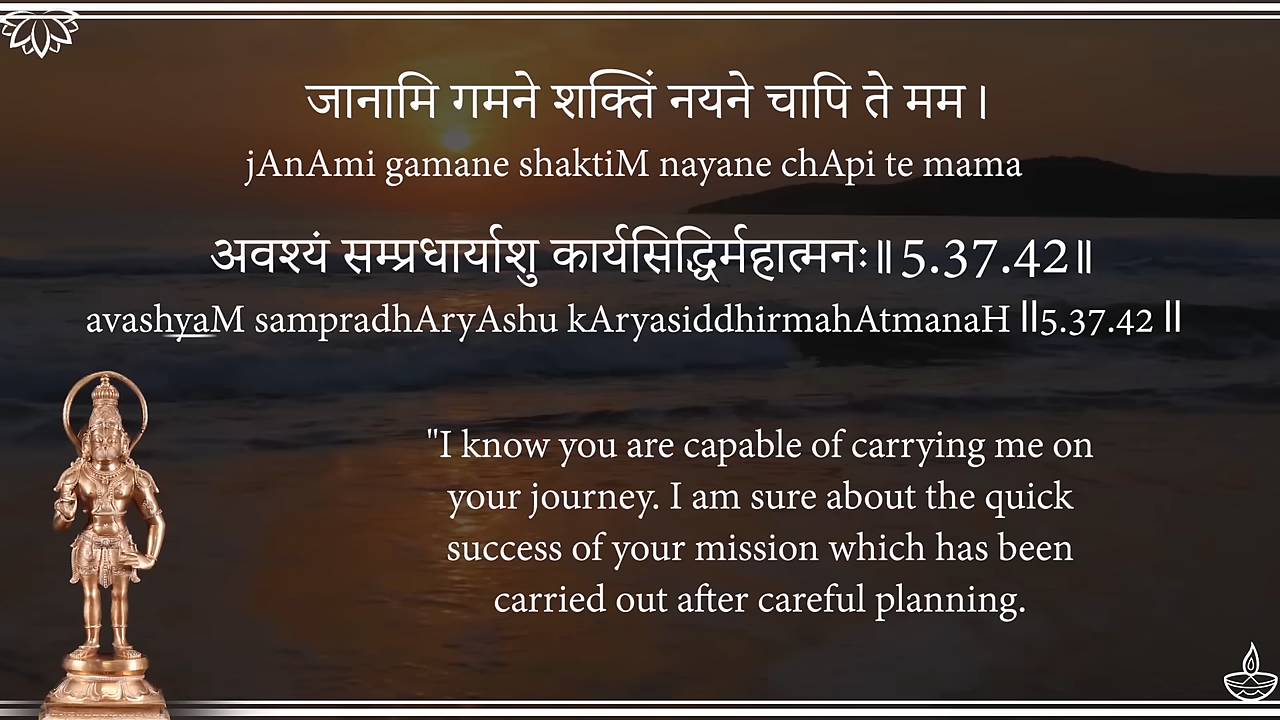 जानामि गमने शक्तिं नयने चापि ते मम।
jAnAmi gamane shaktiM nayane chApi te mama
अवश्यं सम्प्रधार्याशु कार्यसिद्धिर्महात्मनः॥5.37.42॥
avashyaM sampradhAryAshu kAryasiddhirmahAtmanaH ||5.37.42 ||
"I know you are capable of carrying me on
your journey. I am sure about the quick
success of your mission which has been
carried out after careful planning.